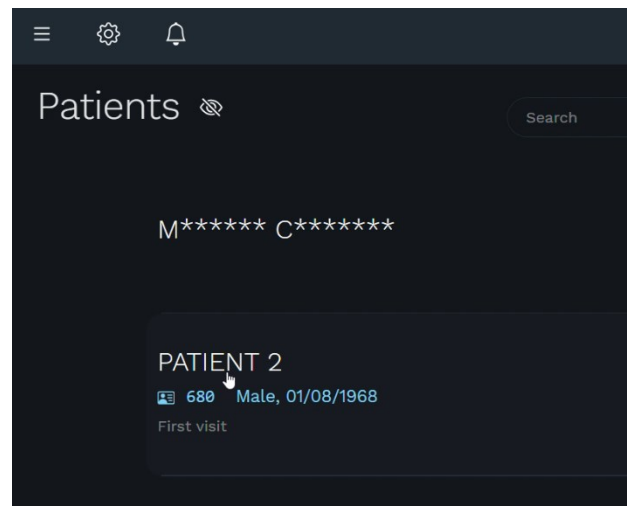 Patients
Search
M****** C*******
PATIENT 2
680 Male, 01/08/1968
First visit